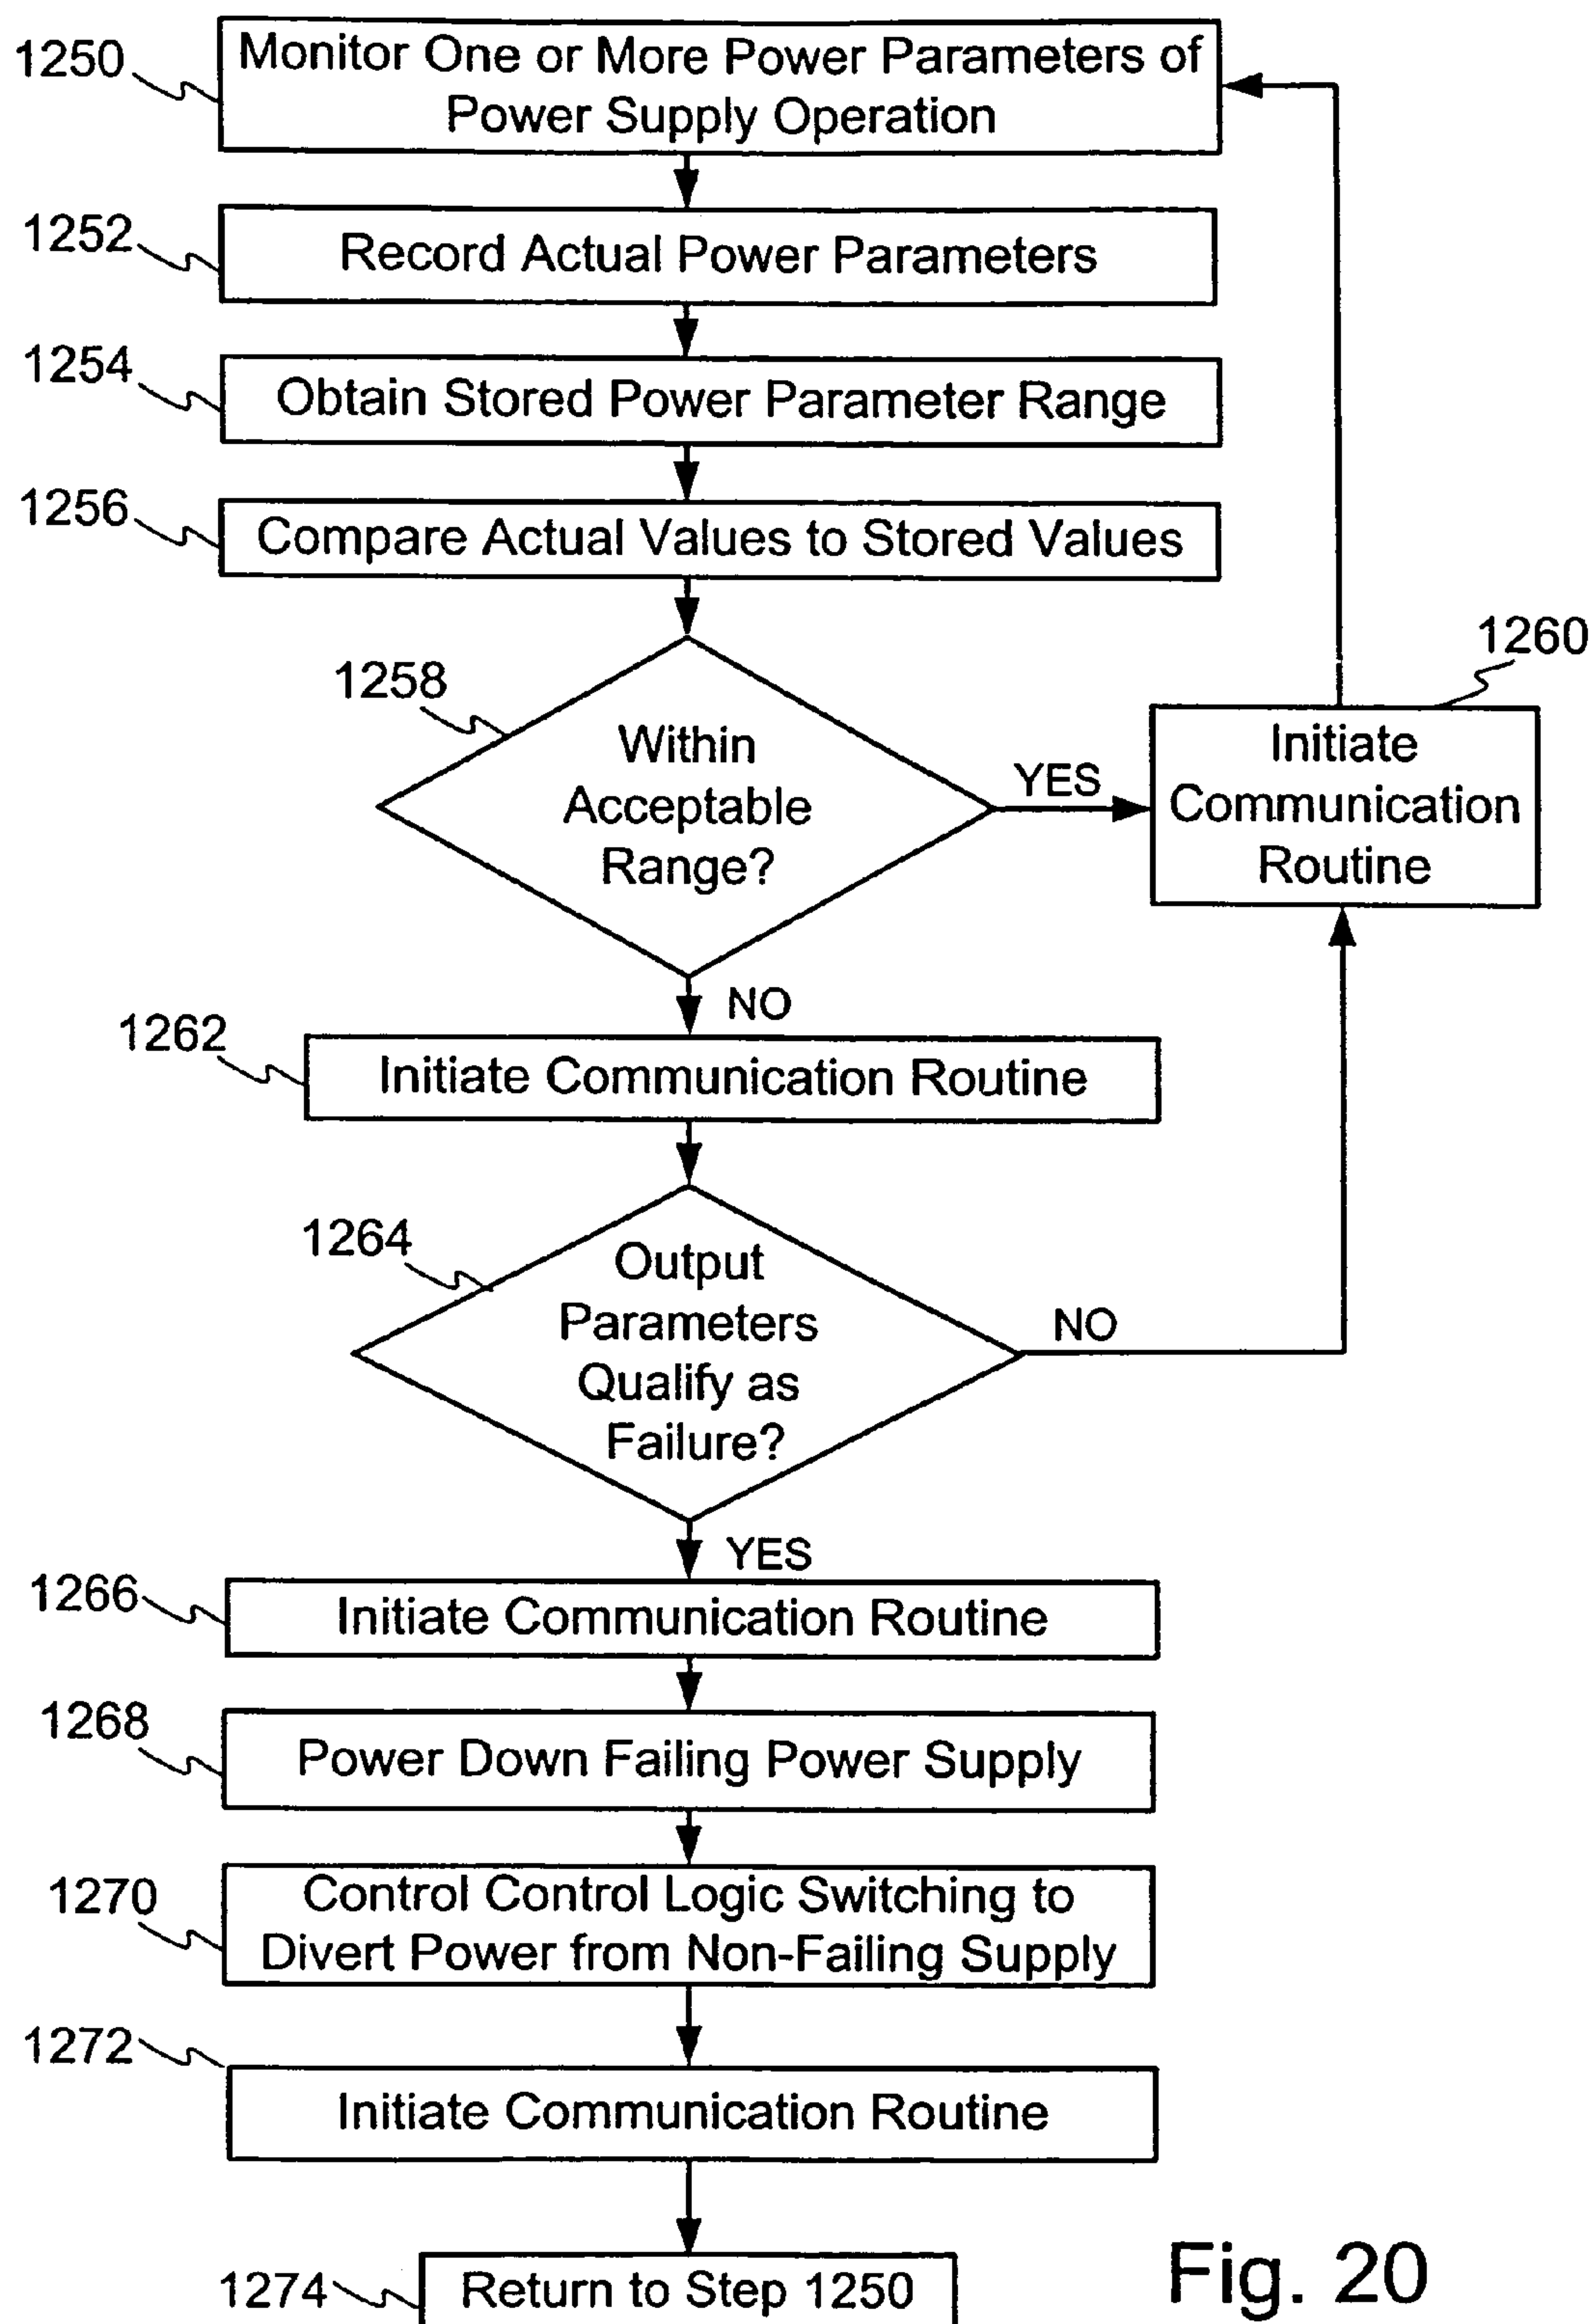 1250
Monitor One or More Power Parameters of
Power Supply Operation
1252
Record Actual Power Parameters
1254
Obtain Stored Power Parameter Range
1256
Compare Actual Values to Stored Values
1258
Within
Acceptable
Range?
YES
1260
Initiate
Communication
Routine
NO
1262
Initiate Communication Routine
1264
Output
Parameters
Qualify as
Failure?
NO
YES
1266
Initiate Communication Routine
1268
Power Down Failing Power Supply
1270
Control Control Logic Switching to
Divert Power from Non-Failing Supply
1272
Initiate Communication Routine
1274
Return to Step 1250
Fig. 20